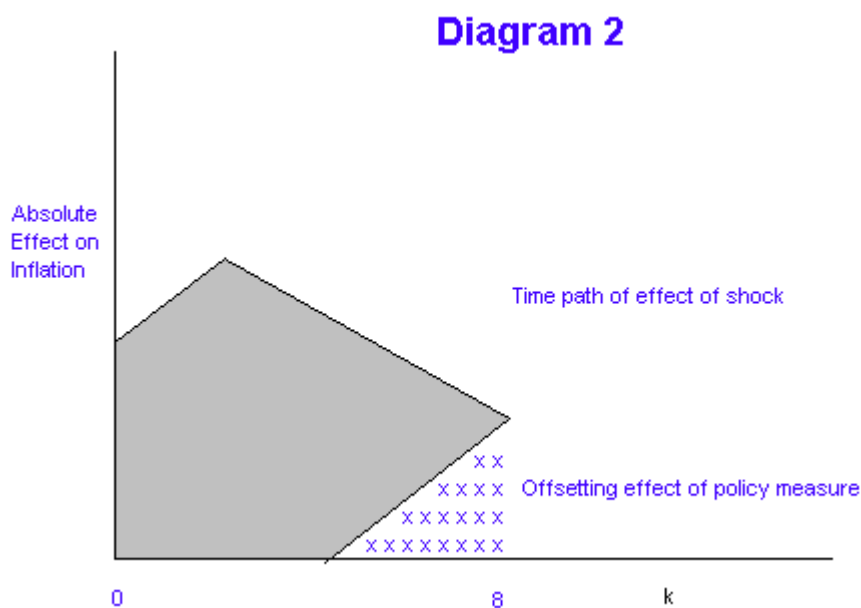 Diagram 2
Absolute
Effect on
Inflation
Time path of effect of shock
x x
x x x x
Offsetting effect of policy measure
x x x x x x
x x x x x x x x
0
8
k